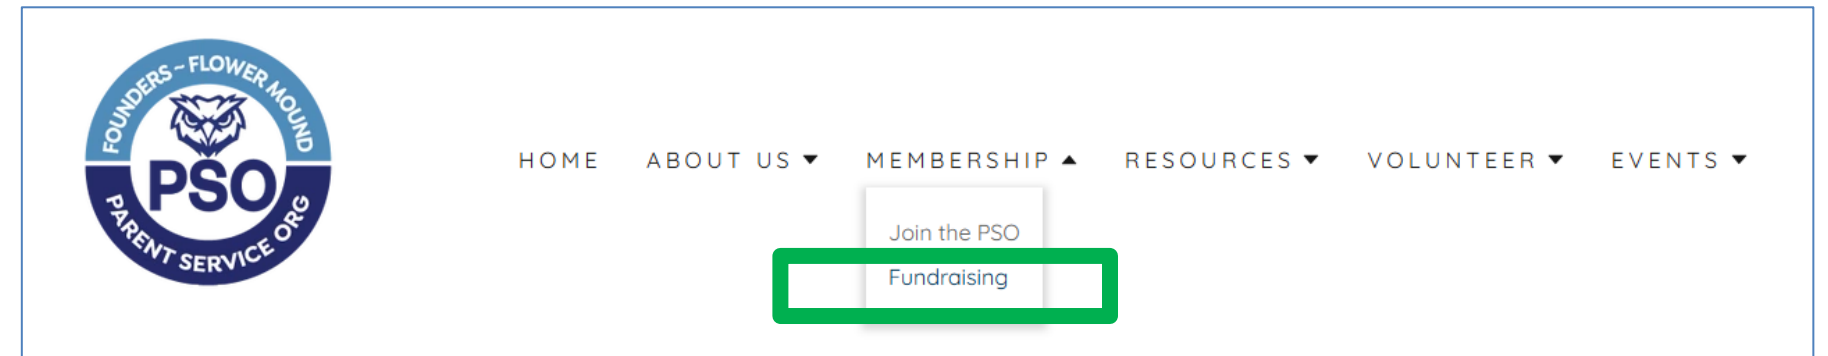 FOUNDERS ~ FLOWER MOUND
PSO
PARENT SERVICE ORG
HOME ABOUT US ▼ MEMBERSHIP ▲ RESOURCES ▼ VOLUNTEER ▼ EVENTS ▼
Join the PSO
Fundraising